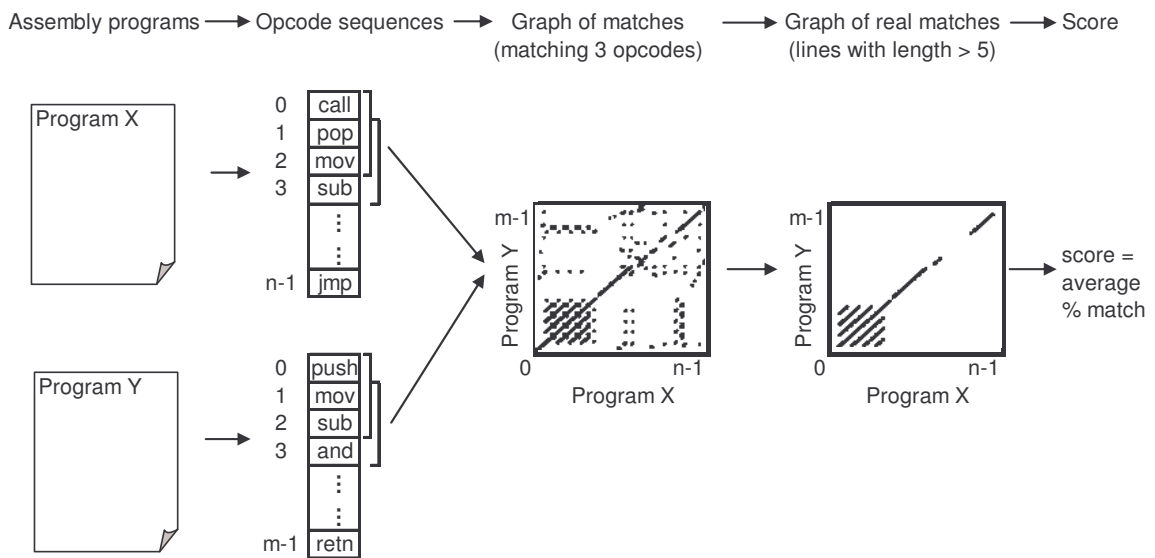 Assembly programs
Opcode sequences
Graph of matches
(matching 3 opcodes)
Graph of real matches
(lines with length > 5)
Score
Program X
0 call
1 pop
2 mov
3 sub
n-1 jmp
Program Y
0 push
1 mov
2 sub
3 and
m-1 retn
m-1
Program Y
0
n-1
Program X
m-1
Program Y
0
n-1
Program X
score =
average
% match